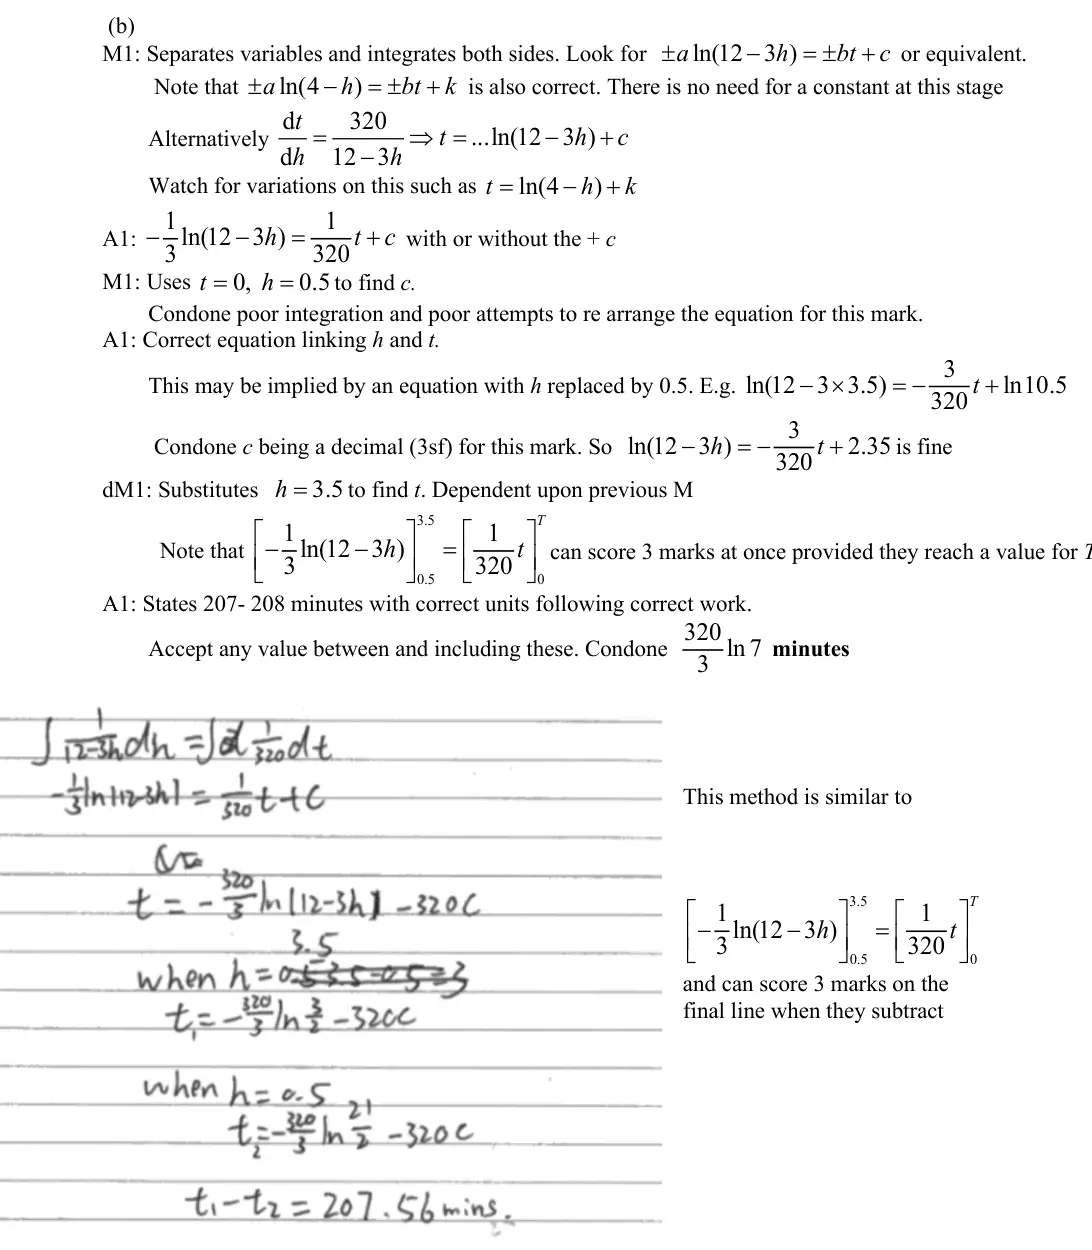 (b)
M1: Separates variables and integrates both sides. Look for ±a ln(12 − 3h) = ±bt + c or equivalent.
Note that ±a ln(4 − h) = ±bt + k is also correct. There is no need for a constant at this stage
Alternatively dt/dh = 320/(12 − 3h) ⇒ t = ...ln(12 − 3h) + c
Watch for variations on this such as t = ln(4 − h) + k
A1: −1/3 ln(12 − 3h) = 1/320 t + c with or without the + c
M1: Uses t = 0, h = 0.5 to find c.
Condone poor integration and poor attempts to re arrange the equation for this mark.
A1: Correct equation linking h and t.
This may be implied by an equation with h replaced by 0.5. E.g. ln(12 − 3 × 3.5) = −3/320 t + ln 10.5
Condone c being a decimal (3sf) for this mark. So ln(12 − 3h) = −3/320 t + 2.35 is fine
dM1: Substitutes h = 3.5 to find t. Dependent upon previous M
Note that [−1/3 ln(12 − 3h)]_0.5^3.5 = [1/320 t]_0^T can score 3 marks at once provided they reach a value for T
A1: States 207- 208 minutes with correct units following correct work.
Accept any value between and including these. Condone 320/3 ln 7 minutes
∫ 1/(12-3h) dh = ∫ 1/320 dt
-1/3 ln|12-3h| = 1/320 t + C
This method is similar to
t = - 320/3 ln|12-3h| - 320C
[−1/3 ln(12 − 3h)]_0.5^3.5 = [1/320 t]_0^T
when h = 3.5
and can score 3 marks on the
t₁ = - 320/3 ln 3/2 - 320C
final line when they subtract
when h = 0.5
t₂ = - 320/3 ln 21/2 - 320C
t₁ - t₂ = 207.56 mins.